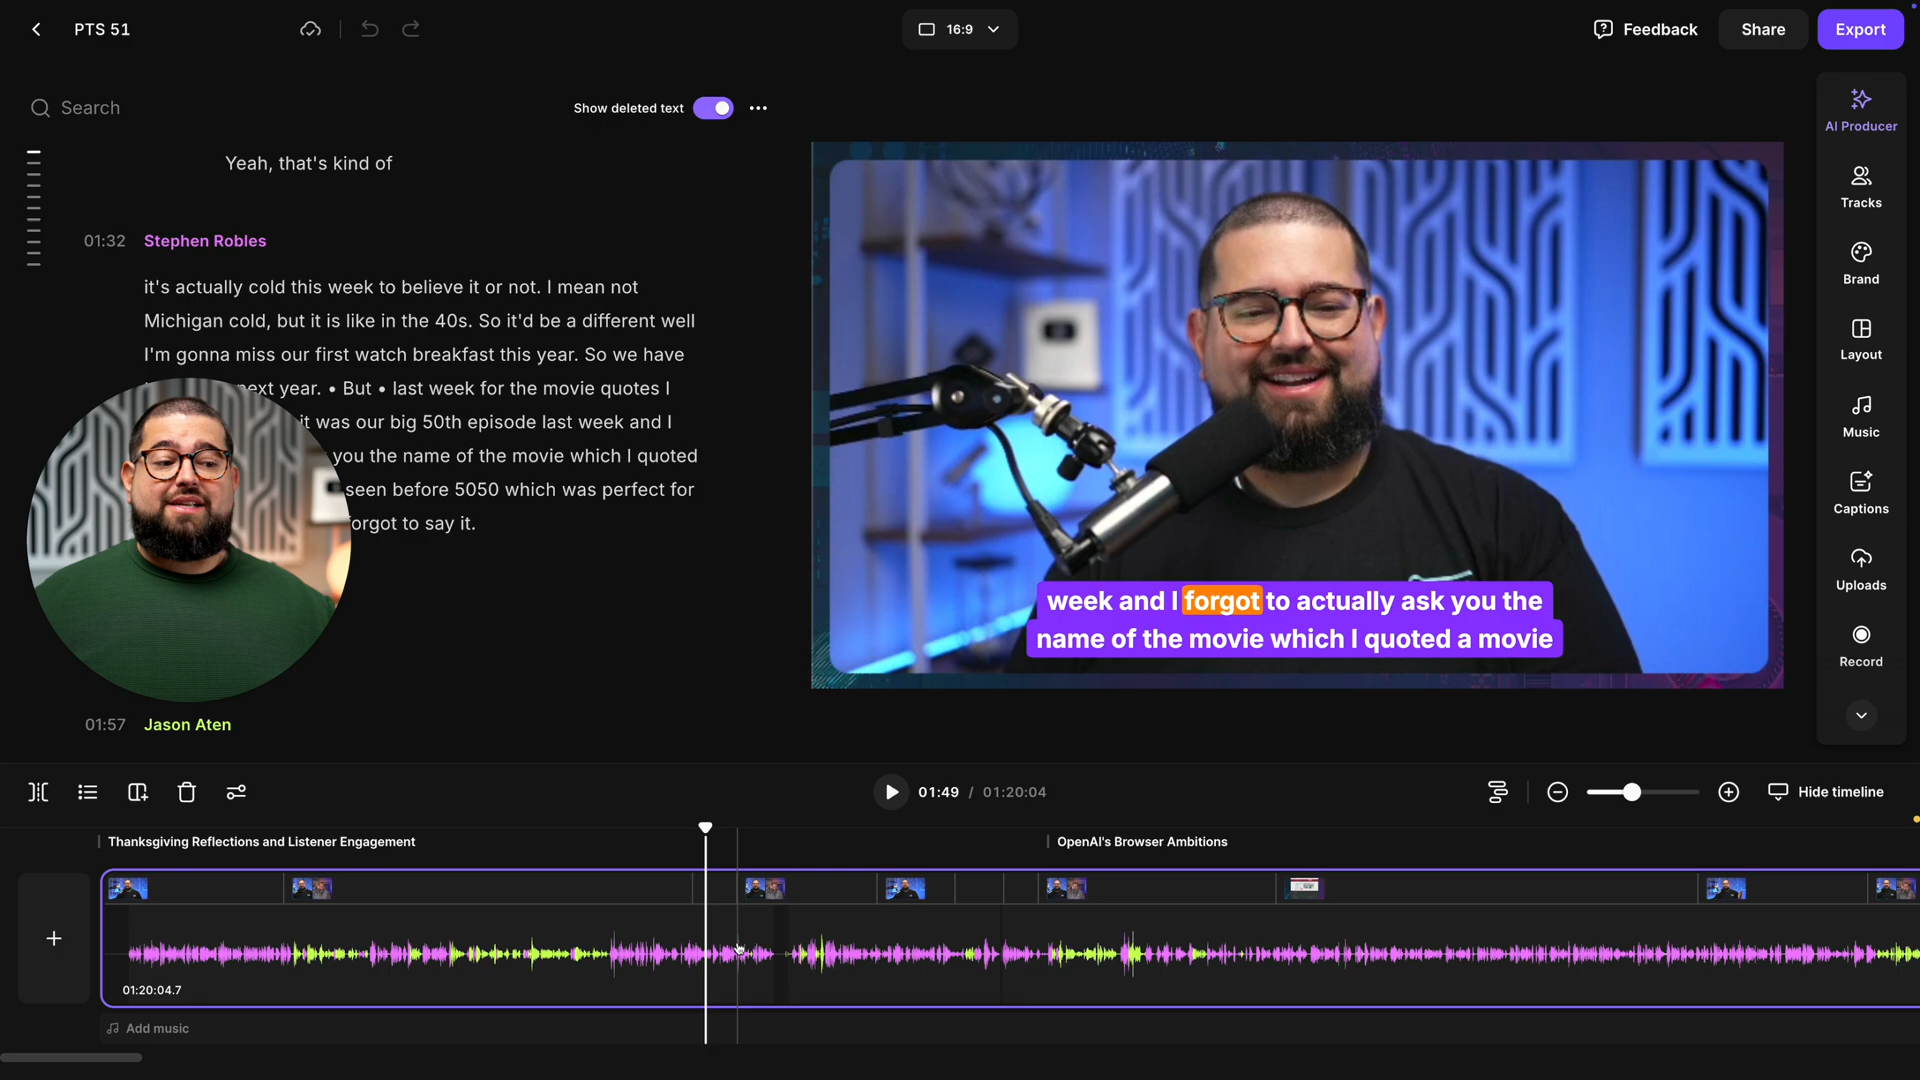 PTS 51
16:9
Feedback
Share
Export
Search
Show deleted text
AI Producer
Tracks
Brand
Layout
Music
Captions
Uploads
Record
Yeah, that's kind of
01:32 Stephen Robles
it's actually cold this week to believe it or not. I mean not
Michigan cold, but it is like in the 40s. So it'd be a different well
I'm gonna miss our first watch breakfast this year. So we have
next year. • But • last week for the movie quotes I
it was our big 50th episode last week and I
you the name of the movie which I quoted
seen before 5050 which was perfect for
forgot to say it.
01:57 Jason Aten
week and I forgot to actually ask you the
name of the movie which I quoted a movie
01:49 / 01:20:04
Hide timeline
Thanksgiving Reflections and Listener Engagement
OpenAI's Browser Ambitions
01:20:04.7
Add music